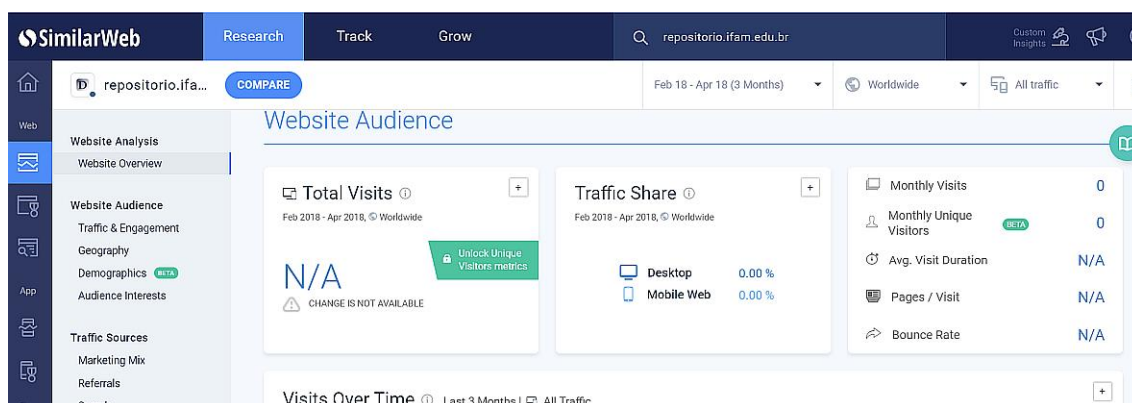 SimilarWeb
Research
Track
Grow
repositorio.ifam.edu.br
Custom
Insights
repositorio.ifa...
COMPARE
Feb 18 - Apr 18 (3 Months)
Worldwide
All traffic
Web
App
Website Analysis
Website Overview
Website Audience
Traffic & Engagement
Geography
Demographics BETA
Audience Interests
Traffic Sources
Marketing Mix
Referrals
Website Audience
Total Visits
Feb 2018 - Apr 2018, Worldwide
Unlock Unique
Visitors metrics
N/A
CHANGE IS NOT AVAILABLE
Traffic Share
Feb 2018 - Apr 2018, Worldwide
Desktop 0.00 %
Mobile Web 0.00 %
Monthly Visits 0
Monthly Unique
Visitors BETA 0
Avg. Visit Duration N/A
Pages / Visit N/A
Bounce Rate N/A
Visits Over Time Last 3 Months | All Traffic